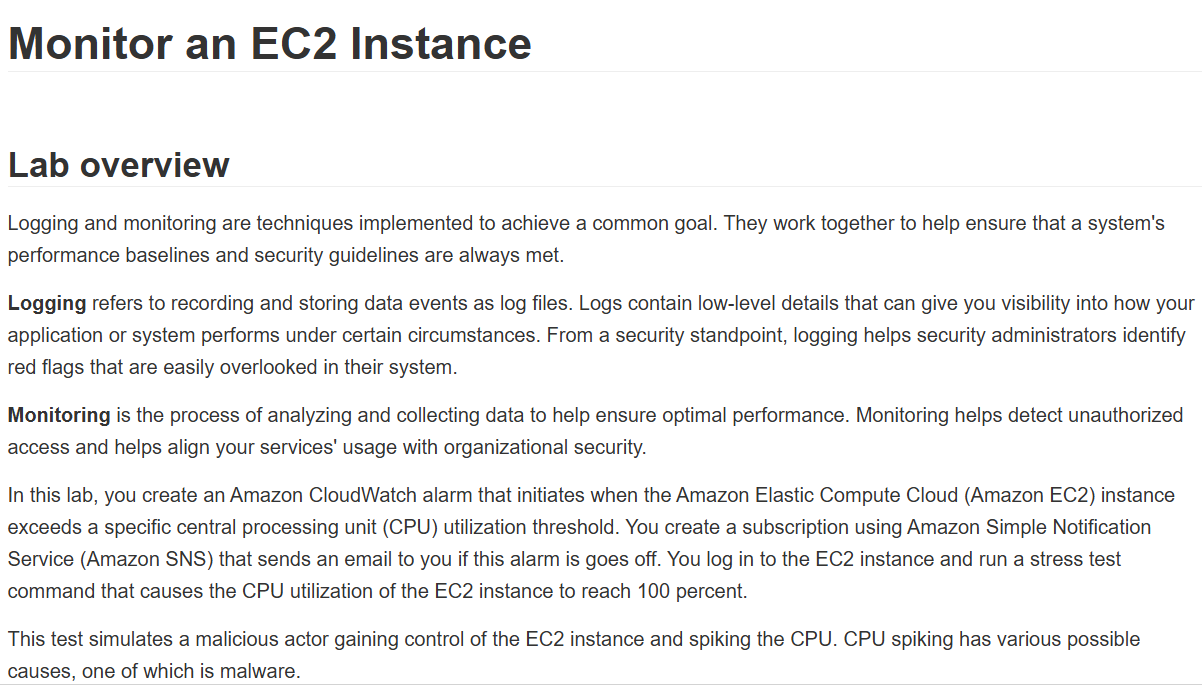 Monitor an EC2 Instance
Lab overview
Logging and monitoring are techniques implemented to achieve a common goal. They work together to help ensure that a system's
performance baselines and security guidelines are always met.
Logging refers to recording and storing data events as log files. Logs contain low-level details that can give you visibility into how your
application or system performs under certain circumstances. From a security standpoint, logging helps security administrators identify
red flags that are easily overlooked in their system.
Monitoring is the process of analyzing and collecting data to help ensure optimal performance. Monitoring helps detect unauthorized
access and helps align your services' usage with organizational security.
In this lab, you create an Amazon CloudWatch alarm that initiates when the Amazon Elastic Compute Cloud (Amazon EC2) instance
exceeds a specific central processing unit (CPU) utilization threshold. You create a subscription using Amazon Simple Notification
Service (Amazon SNS) that sends an email to you if this alarm is goes off. You log in to the EC2 instance and run a stress test
command that causes the CPU utilization of the EC2 instance to reach 100 percent.
This test simulates a malicious actor gaining control of the EC2 instance and spiking the CPU. CPU spiking has various possible
causes, one of which is malware.